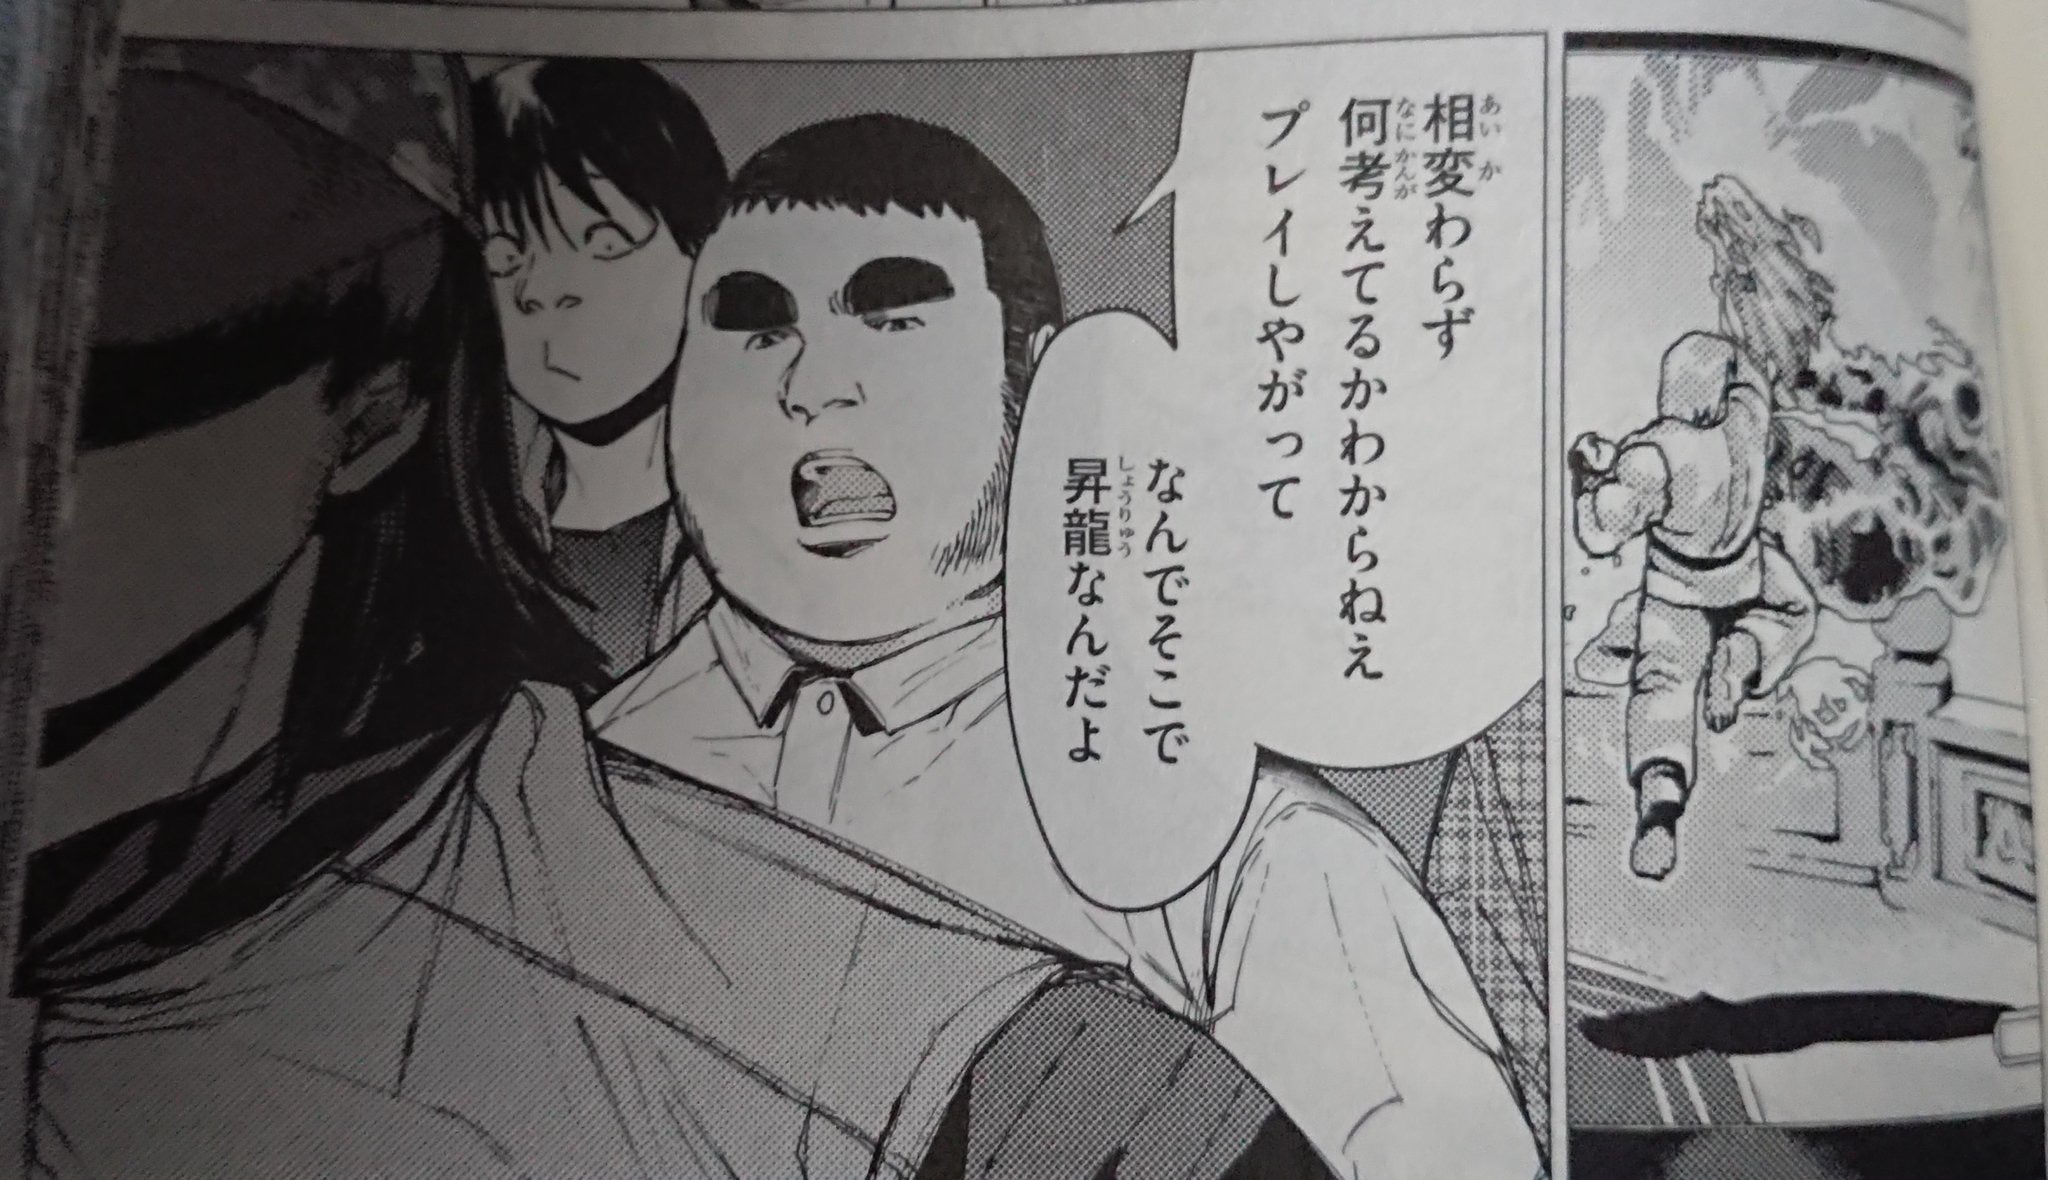 相変わらず
何考えてるかわからねえ
プレイしやがって
なんでそこで
昇龍なんだよ